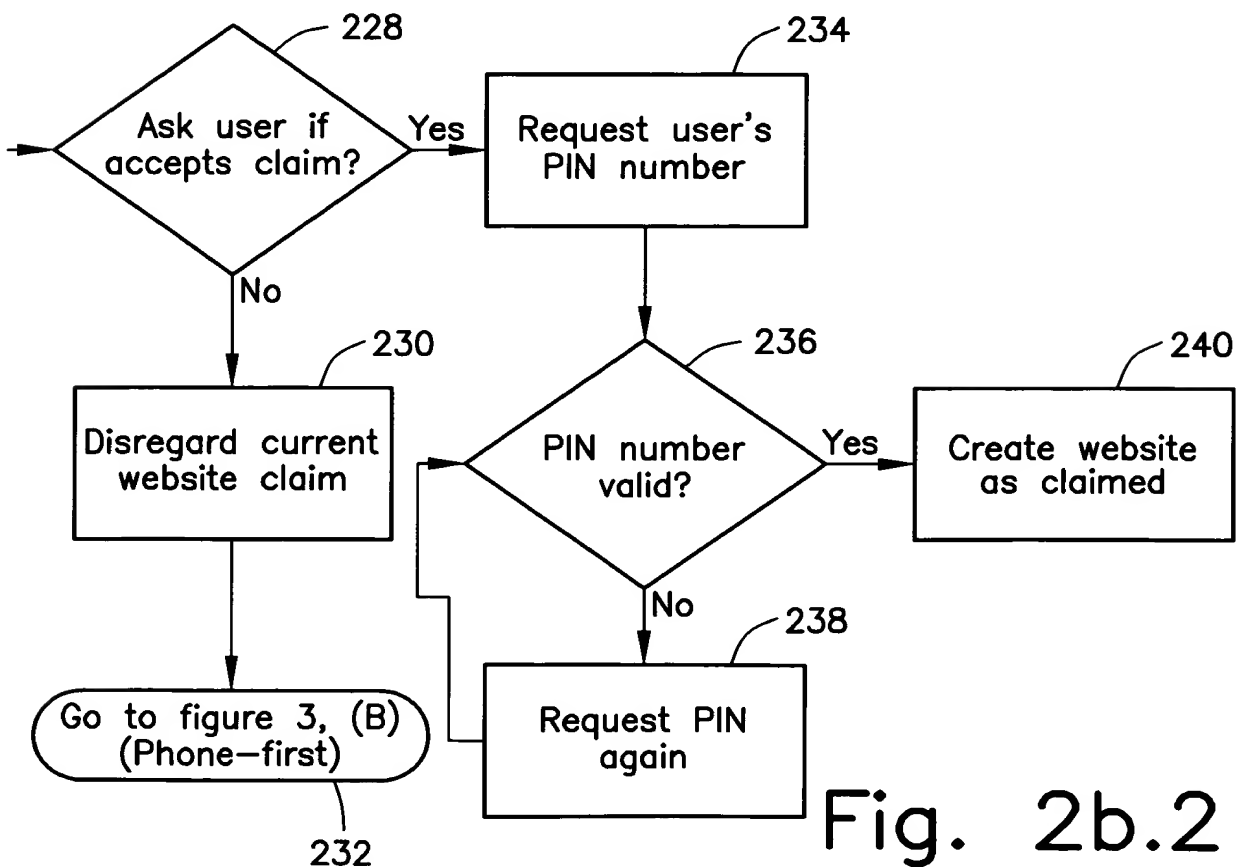 228
Ask user if
accepts claim?
Yes
234
Request user's
PIN number
No
230
Disregard current
website claim
236
PIN number
valid?
Yes
240
Create website
as claimed
No
238
Request PIN
again
Go to figure 3, (B)
(Phone-first)
232
Fig. 2b.2